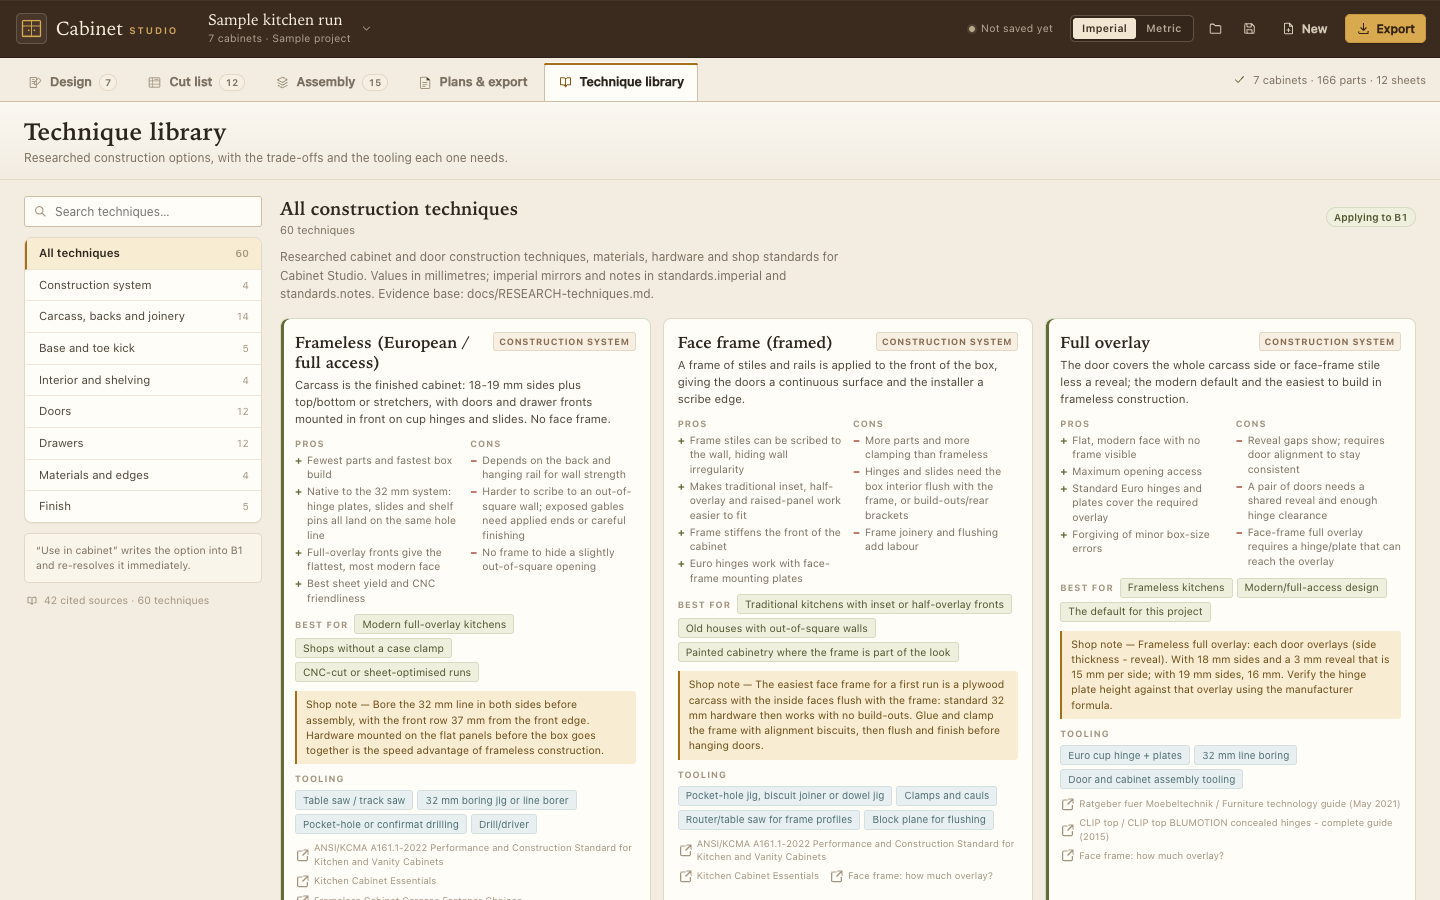 Cabinet STUDIO
Sample kitchen run
7 cabinets · Sample project
Not saved yet
Imperial
Metric
New
Export
Design 7
Cut list 12
Assembly 15
Plans & export
Technique library
7 cabinets · 166 parts · 12 sheets
Technique library
Researched construction options, with the trade-offs and the tooling each one needs.
Search techniques...
All techniques 60
Construction system 4
Carcass, backs and joinery 14
Base and toe kick 5
Interior and shelving 4
Doors 12
Drawers 12
Materials and edges 4
Finish 5
"Use in cabinet" writes the option into B1
and re-resolves it immediately.
42 cited sources · 60 techniques
All construction techniques
60 techniques
Applying to B1
Researched cabinet and door construction techniques, materials, hardware and shop standards for
Cabinet Studio. Values in millimetres; imperial mirrors and notes in standards.imperial and
standards.notes. Evidence base: docs/RESEARCH-techniques.md.
Frameless (European /
full access)
CONSTRUCTION SYSTEM
Carcass is the finished cabinet: 18-19 mm sides plus
top/bottom or stretchers, with doors and drawer fronts
mounted in front on cup hinges and slides. No face frame.
PROS
+ Fewest parts and fastest box
build
+ Native to the 32 mm system:
hinge plates, slides and shelf
pins all land on the same hole
line
+ Full-overlay fronts give the
flattest, most modern face
+ Best sheet yield and CNC
friendliness
CONS
− Depends on the back and
hanging rail for wall strength
− Harder to scribe to an out-of-
square wall; exposed gables
need applied ends or careful
finishing
− No frame to hide a slightly
out-of-square opening
BEST FOR
Modern full-overlay kitchens
Shops without a case clamp
CNC-cut or sheet-optimised runs
Shop note — Bore the 32 mm line in both sides before
assembly, with the front row 37 mm from the front edge.
Hardware mounted on the flat panels before the box goes
together is the speed advantage of frameless construction.
TOOLING
Table saw / track saw
32 mm boring jig or line borer
Pocket-hole or confirmat drilling
Drill/driver
ANSI/KCMA A161.1-2022 Performance and Construction Standard for
Kitchen and Vanity Cabinets
Kitchen Cabinet Essentials
Frameless Cabinet Carcass Fastener Choices
Face frame (framed)
CONSTRUCTION SYSTEM
A frame of stiles and rails is applied to the front of the box,
giving the doors a continuous surface and the installer a
scribe edge.
PROS
+ Frame stiles can be scribed to
the wall, hiding wall
irregularity
+ Makes traditional inset, half-
overlay and raised-panel work
easier to fit
+ Frame stiffens the front of the
cabinet
+ Euro hinges work with face-
frame mounting plates
CONS
− More parts and more
clamping than frameless
− Hinges and slides need the
box interior flush with the
frame, or build-outs/rear
brackets
− Frame joinery and flushing
add labour
BEST FOR
Traditional kitchens with inset or half-overlay fronts
Old houses with out-of-square walls
Painted cabinetry where the frame is part of the look
Shop note — The easiest face frame for a first run is a plywood
carcass with the inside faces flush with the frame: standard 32
mm hardware then works with no build-outs. Glue and clamp
the frame with alignment biscuits, then flush and finish before
hanging doors.
TOOLING
Pocket-hole jig, biscuit joiner or dowel jig
Clamps and cauls
Router/table saw for frame profiles
Block plane for flushing
ANSI/KCMA A161.1-2022 Performance and Construction Standard for
Kitchen and Vanity Cabinets
Kitchen Cabinet Essentials
Face frame: how much overlay?
Full overlay
CONSTRUCTION SYSTEM
The door covers the whole carcass side or face-frame stile
less a reveal; the modern default and the easiest to build in
frameless construction.
PROS
+ Flat, modern face with no
frame visible
+ Maximum opening access
+ Standard Euro hinges and
plates cover the required
overlay
+ Forgiving of minor box-size
errors
CONS
− Reveal gaps show; requires
door alignment to stay
consistent
− A pair of doors needs a
shared reveal and enough
hinge clearance
− Face-frame full overlay
requires a hinge/plate that can
reach the overlay
BEST FOR
Frameless kitchens
Modern/full-access design
The default for this project
Shop note — Frameless full overlay: each door overlays (side
thickness - reveal). With 18 mm sides and a 3 mm reveal that is
15 mm per side; with 19 mm sides, 16 mm. Verify the hinge
plate height against that overlay using the manufacturer
formula.
TOOLING
Euro cup hinge + plates
32 mm line boring
Door and cabinet assembly tooling
Ratgeber fuer Moebeltechnik / Furniture technology guide (May 2021)
CLIP top / CLIP top BLUMOTION concealed hinges - complete guide
(2015)
Face frame: how much overlay?